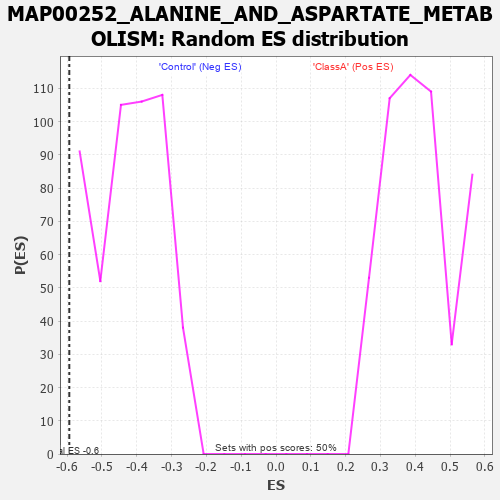 MAP00252_ALANINE_AND_ASPARTATE_METAB
OLISM: Random ES distribution
'Control' (Neg ES) 'ClassA' (Pos ES)
110
100
90
80
70
60
50
40
30
20
10
0
P(ES)
ES -0.6
Sets with pos scores: 50%
-0.6 -0.5 -0.4 -0.3 -0.2 -0.1 0.0 0.1 0.2 0.3 0.4 0.5 0.6
ES